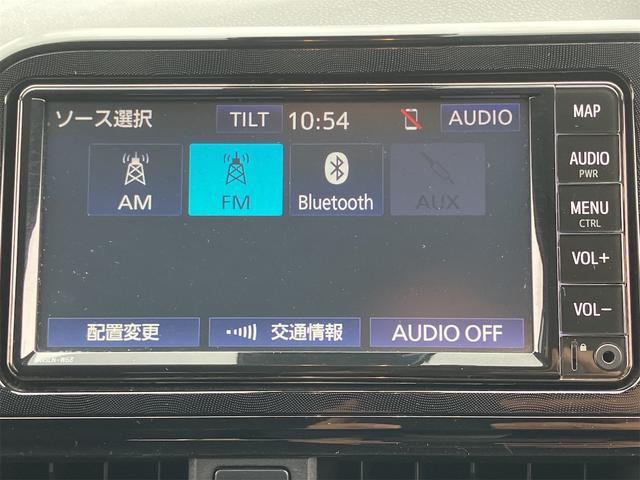 ソース選択 TILT 10:54 AUDIO
AM FM Bluetooth AUX
配置変更 交通情報 AUDIO OFF
MAP
AUDIO
PWR
MENU
CTRL
VOL+
VOL-